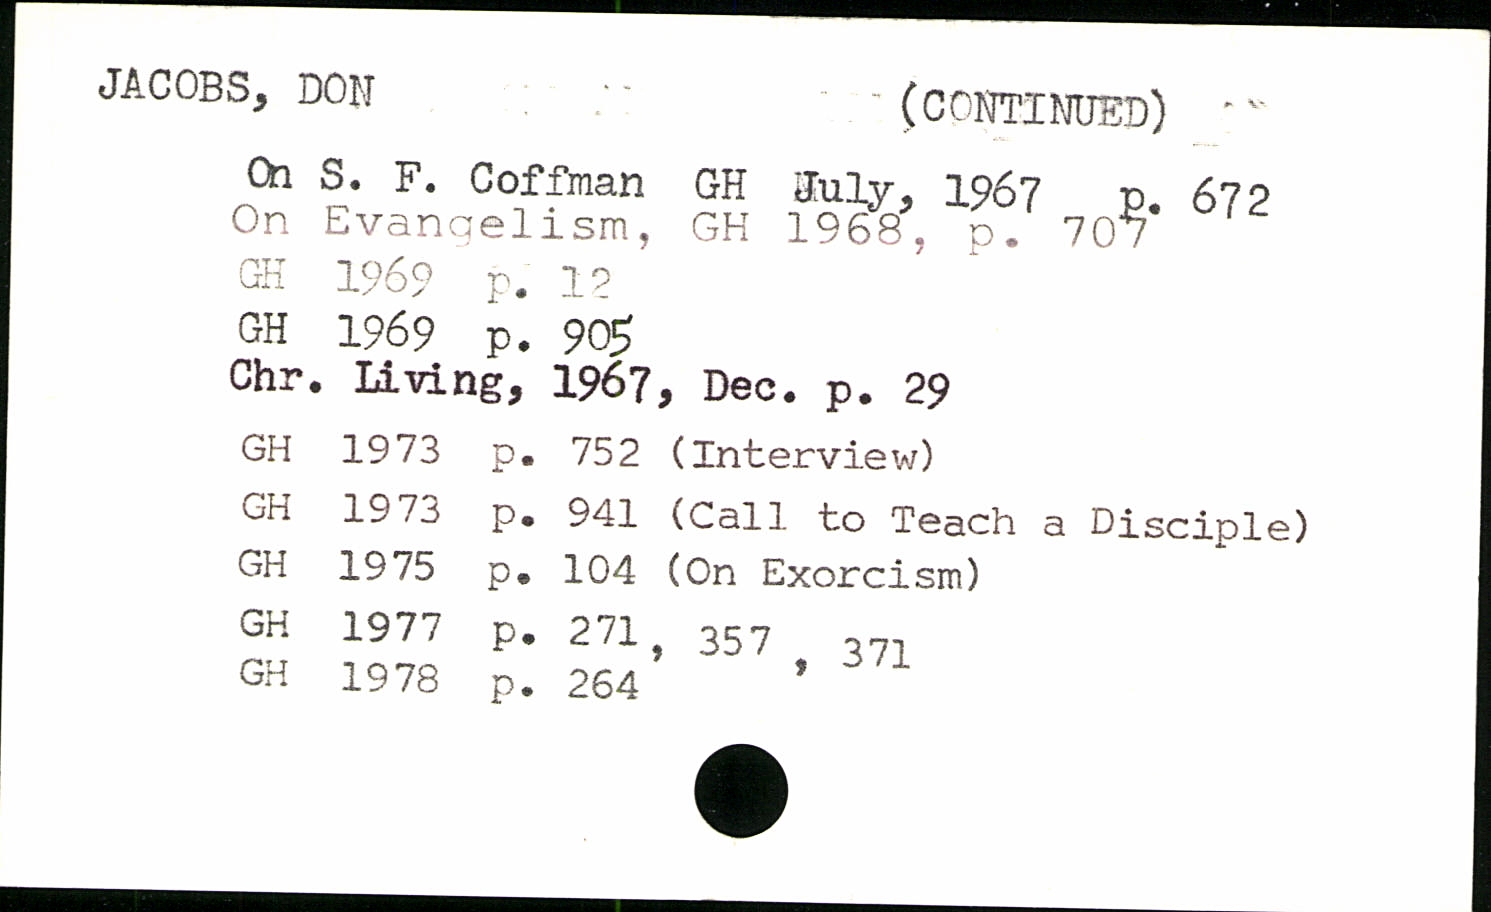 JACOBS, DON (CONTINUED)
On S. F. Coffman GH July, 1967 p. 672
On Evangelism, GH 1968, p. 707
GH 1969 p. 12
GH 1969 p. 905
Chr. Living, 1967, Dec. p. 29
GH 1973 p. 752 (Interview)
GH 1973 p. 941 (Call to Teach a Disciple)
GH 1975 p. 104 (On Exorcism)
GH 1977 p. 271, 357 , 371
GH 1978 p. 264